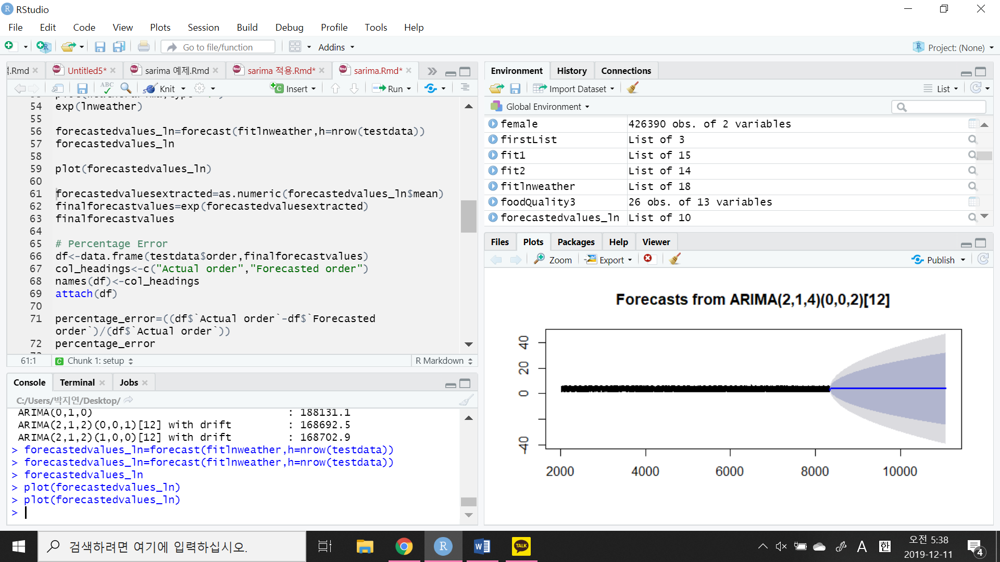 RStudio
File Edit Code View Plots Session Build Debug Profile Tools Help
Go to file/function Addins Project: (None)
.Rmd Untitled5* sarima 예제.Rmd sarima 적용.Rmd* sarima.Rmd*
ABC Knit Insert Run
54 exp(lnweather)
55
56 forecastedvalues_ln=forecast(fitlnweather,h=nrow(testdata))
57 forecastedvalues_ln
58
59 plot(forecastedvalues_ln)
60
61 forecastedvaluesextracted=as.numeric(forecastedvalues_ln$mean)
62 finalforecastvalues=exp(forecastedvaluesextracted)
63 finalforecastvalues
64
65 # Percentage Error
66 df<-data.frame(testdata$order,finalforecastvalues)
67 col_headings<-c("Actual order","Forecasted order")
68 names(df)<-col_headings
69 attach(df)
70
71 percentage_error=((df$`Actual order`-df$`Forecasted
order`)/(df$`Actual order`))
72 percentage_error
61:1 C Chunk 1: setup R Markdown
Console Terminal Jobs
C:/Users/박지연/Desktop/
ARIMA(0,1,0) : 188131.1
ARIMA(2,1,2)(0,0,1)[12] with drift : 168692.5
ARIMA(2,1,2)(1,0,0)[12] with drift : 168702.9
> forecastedvalues_ln=forecast(fitlnweather,h=nrow(testdata))
> forecastedvalues_ln=forecast(fitlnweather,h=nrow(testdata))
> forecastedvalues_ln
> plot(forecastedvalues_ln)
> plot(forecastedvalues_ln)
>
Environment History Connections
Import Dataset List
Global Environment
female 426390 obs. of 2 variables
firstList List of 3
fit1 List of 15
fit2 List of 14
fitlnweather List of 18
foodQuality3 26 obs. of 13 variables
forecastedvalues_ln List of 10
Files Plots Packages Help Viewer
Zoom Export Publish
Forecasts from ARIMA(2,1,4)(0,0,2)[12]
40
20
0
-40
2000 4000 6000 8000 10000
검색하려면 여기에 입력하십시오.
R W TALK A 한
오전 5:38
2019-12-11
4